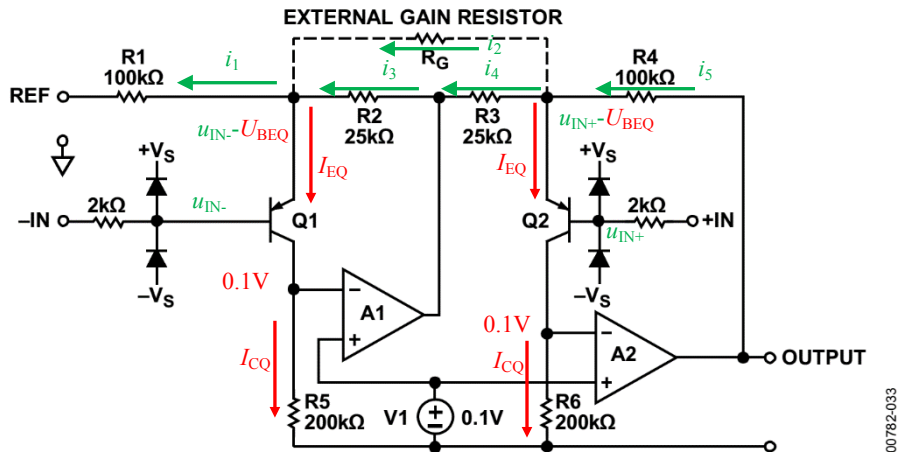 EXTERNAL GAIN RESISTOR
R1
100kΩ
i1
i2
RG
i3
i4
R4
100kΩ
i5
REF
R2
25kΩ
R3
25kΩ
uIN--UBEQ
uIN+-UBEQ
IEQ
IEQ
+VS
+VS
–IN
2kΩ
uIN-
Q1
Q2
2kΩ
+IN
uIN+
–VS
–VS
0.1V
A1
–
+
0.1V
A2
–
+
OUTPUT
ICQ
ICQ
R5
200kΩ
V1
+
–
0.1V
R6
200kΩ
00782-033